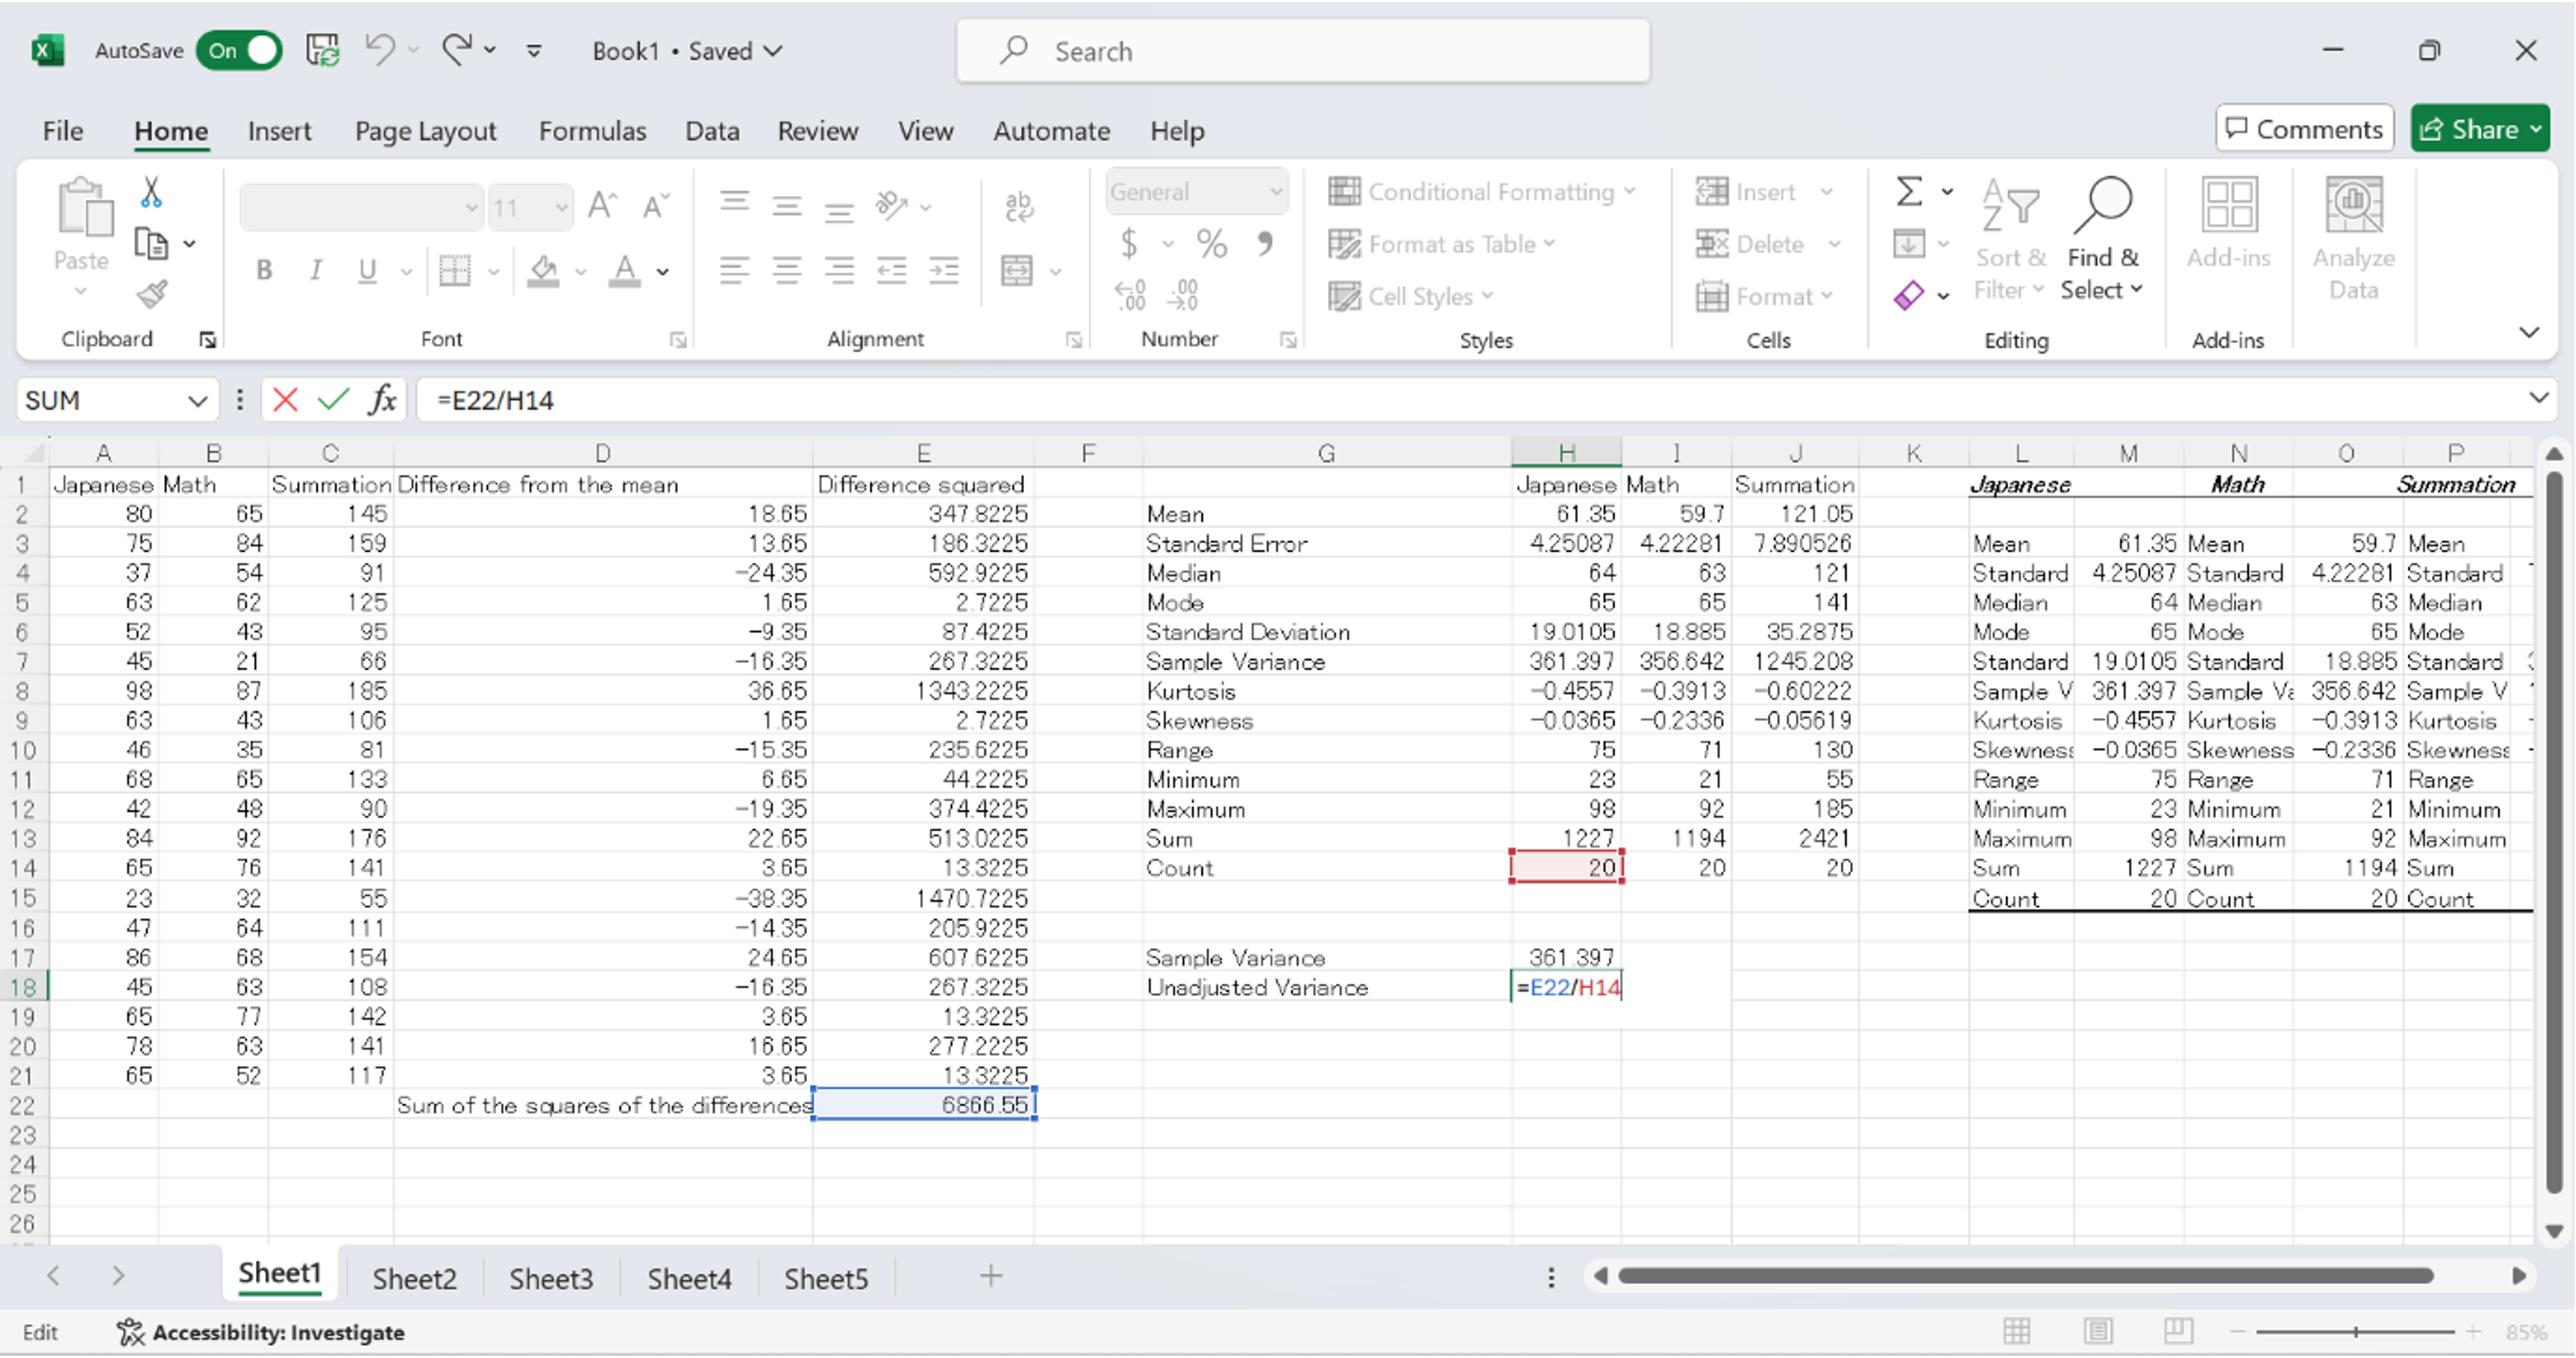 AutoSave On Book1 • Saved Search
File Home Insert Page Layout Formulas Data Review View Automate Help Comments Share
Paste 11 A^ A˅ ab General Conditional Formatting Insert Σ Sort & Filter Find & Select Add-ins Analyze Data
B I U A $ % , Format as Table Delete
Cell Styles Format
Clipboard Font Alignment Number Styles Cells Editing Add-ins
SUM fx =E22/H14
A B C D E F G H I J K L M N O P
1 Japanese Math Summation Difference from the mean Difference squared Japanese Math Summation Japanese Math Summation
2 80 65 145 18.65 347.8225 Mean 61.35 59.7 121.05
3 75 84 159 13.65 186.3225 Standard Error 4.25087 4.22281 7.890526 Mean 61.35 Mean 59.7 Mean
4 37 54 91 -24.35 592.9225 Median 64 63 121 Standard 4.25087 Standard 4.22281 Standard
5 63 62 125 1.65 2.7225 Mode 65 65 141 Median 64 Median 63 Median
6 52 43 95 -9.35 87.4225 Standard Deviation 19.0105 18.885 35.2875 Mode 65 Mode 65 Mode
7 45 21 66 -16.35 267.3225 Sample Variance 361.397 356.642 1245.208 Standard 19.0105 Standard 18.885 Standard
8 98 87 185 36.65 1343.2225 Kurtosis -0.4557 -0.3913 -0.60222 Sample V 361.397 Sample Va 356.642 Sample V
9 63 43 106 1.65 2.7225 Skewness -0.0365 -0.2336 -0.05619 Kurtosis -0.4557 Kurtosis -0.3913 Kurtosis
10 46 35 81 -15.35 235.6225 Range 75 71 130 Skewness -0.0365 Skewness -0.2336 Skewness
11 68 65 133 6.65 44.2225 Minimum 23 21 55 Range 75 Range 71 Range
12 42 48 90 -19.35 374.4225 Maximum 98 92 185 Minimum 23 Minimum 21 Minimum
13 84 92 176 22.65 513.0225 Sum 1227 1194 2421 Maximum 98 Maximum 92 Maximum
14 65 76 141 3.65 13.3225 Count 20 20 20 Sum 1227 Sum 1194 Sum
15 23 32 55 -38.35 1470.7225 Count 20 Count 20 Count
16 47 64 111 -14.35 205.9225
17 86 68 154 24.65 607.6225 Sample Variance 361.397
18 45 63 108 -16.35 267.3225 Unadjusted Variance =E22/H14
19 65 77 142 3.65 13.3225
20 78 63 141 16.65 277.2225
21 65 52 117 3.65 13.3225
22 Sum of the squares of the differences 6866.55
23
24
25
26
Sheet1 Sheet2 Sheet3 Sheet4 Sheet5
Edit Accessibility: Investigate 85%